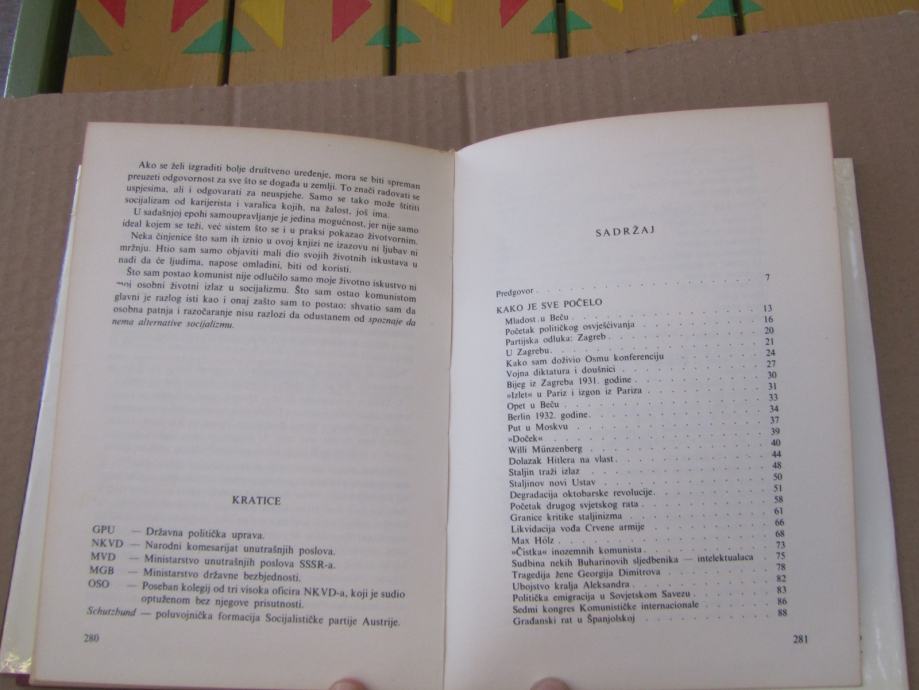 Ako se želi izgraditi bolje društveno uređenje, mora se biti spreman
preuzeti odgovornost za sve što se događa u zemlji. To znači radovati se
uspjesima, ali i odgovarati za neuspjehe. Samo se tako može štititi
socijalizam od karijerista i varalica kojih, na žalost, još ima.
U sadašnjoj epohi samoupravljanje je jedina mogućnost, jer nije samo
ideal kojem se teži, već sistem što se i u praksi pokazao životvornim.
Neka činjenice što sam ih iznio u ovoj knjizi ne izazovu ni ljubav ni
mržnju. Htio sam samo objaviti mali dio svojih životnih iskustava u
nadi da će ljudima, napose omladini, biti od koristi.
Što sam postao komunist nije odlučilo samo moje životno iskustvo ni
moj osobni životni izlaz u socijalizmu. Što sam ostao komunistom
glavni je razlog isti kao i onaj zašto sam to postao: shvatio sam da
osobna patnja i razočaranje nisu razlozi da odustanem od spoznaje da
nema alternative socijalizmu.
KRATICE
GPU — Državna politička uprava.
NKVD — Narodni komesarijat unutrašnjih poslova.
MVD — Ministarstvo unutrašnjih poslova SSSR-a.
MGB — Ministarstvo državne bezbjednosti.
OSO — Poseban kolegij od tri visoka oficira NKVD-a, koji je sudio
optuženom bez njegove prisutnosti.
Schutzbund — poluvojnička formacija Socijalističke partije Austrije.
280
SADRŽAJ
Predgovor . . . . . . . . . . 7
KAKO JE SVE POČELO
Mladost u Beču . . . . . . . . . . 13
Početak političkog osvješćivanja . . . . . . . . . . 16
Partijska odluka: Zagreb . . . . . . . . . . 20
U Zagrebu . . . . . . . . . . 21
Kako sam doživio Osmu konferenciju . . . . . . . . . . 24
Vojna diktatura i doušnici . . . . . . . . . . 27
Bijeg iz Zagreba 1931. godine . . . . . . . . . . 30
»Izlet« u Pariz i izgon iz Pariza . . . . . . . . . . 31
Opet u Beču . . . . . . . . . . 33
Berlin 1932. godine . . . . . . . . . . 34
Put u Moskvu . . . . . . . . . . 37
»Doček« . . . . . . . . . . 39
Willi Münzenberg . . . . . . . . . . 40
Dolazak Hitlera na vlast . . . . . . . . . . 44
Staljin traži izlaz . . . . . . . . . . 48
Staljinov novi Ustav . . . . . . . . . . 50
Degradacija oktobarske revolucije . . . . . . . . . . 51
Početak drugog svjetskog rata . . . . . . . . . . 58
Granice kritike staljinizma . . . . . . . . . . 61
Likvidacija vođa Crvene armije . . . . . . . . . . 66
Max Hölz . . . . . . . . . . 68
»Čistka« inozemnih komunista . . . . . . . . . . 73
Sudbina nekih Buharinovih sljedbenika — intelektualaca . . 75
Tragedija žene Georgija Dimitrova . . . . . . . . . . 78
Ubojstvo kralja Aleksandra . . . . . . . . . . 82
Politička emigracija u Sovjetskom Savezu . . . . . . . . . . 83
Sedmi kongres Komunističke internacionale . . . . . . . . . . 86
Građanski rat u Španjolskoj . . . . . . . . . . 88
281